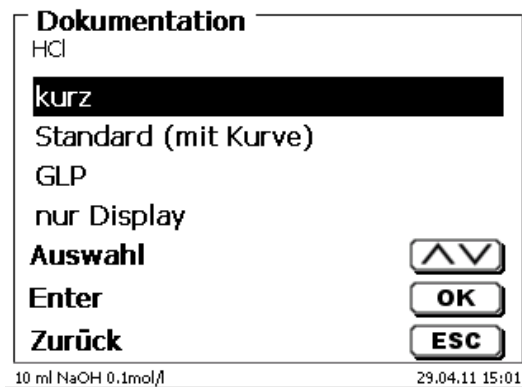 Dokumentation
HCl
kurz
Standard (mit Kurve)
GLP
nur Display
Auswahl
Enter OK
Zurück ESC
10 ml NaOH 0.1mol/l 29.04.11 15:01